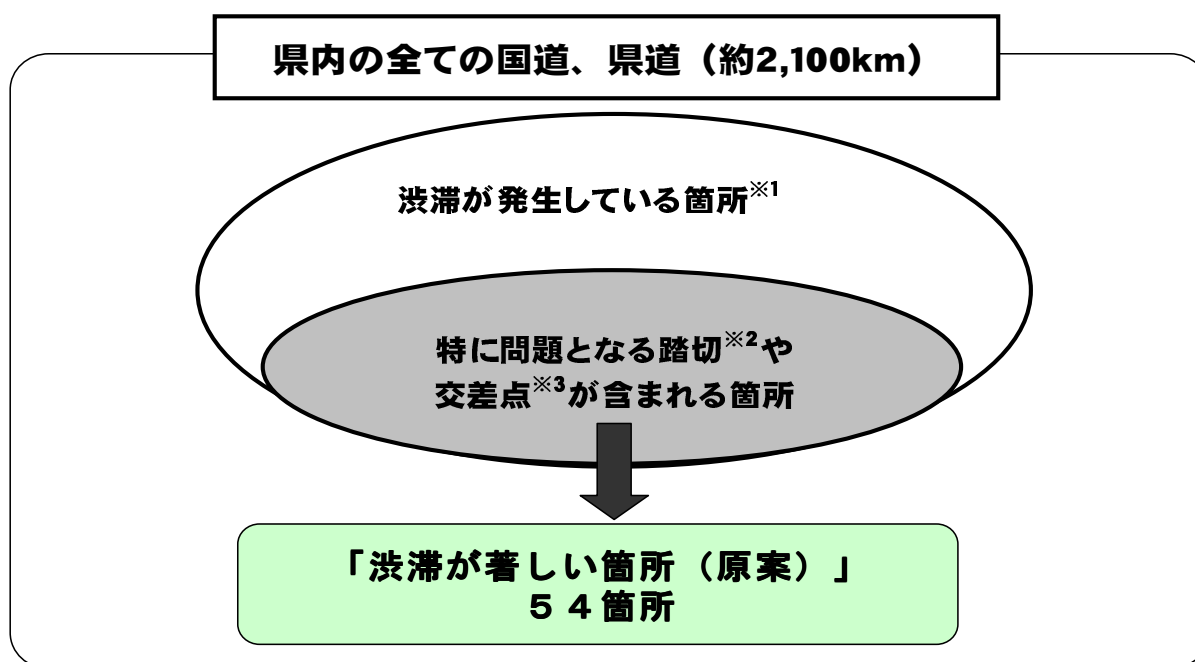 県内の全ての国道、県道（約2,100km）
渋滞が発生している箇所※1
特に問題となる踏切※2や
交差点※3が含まれる箇所
「渋滞が著しい箇所（原案）」
５４箇所